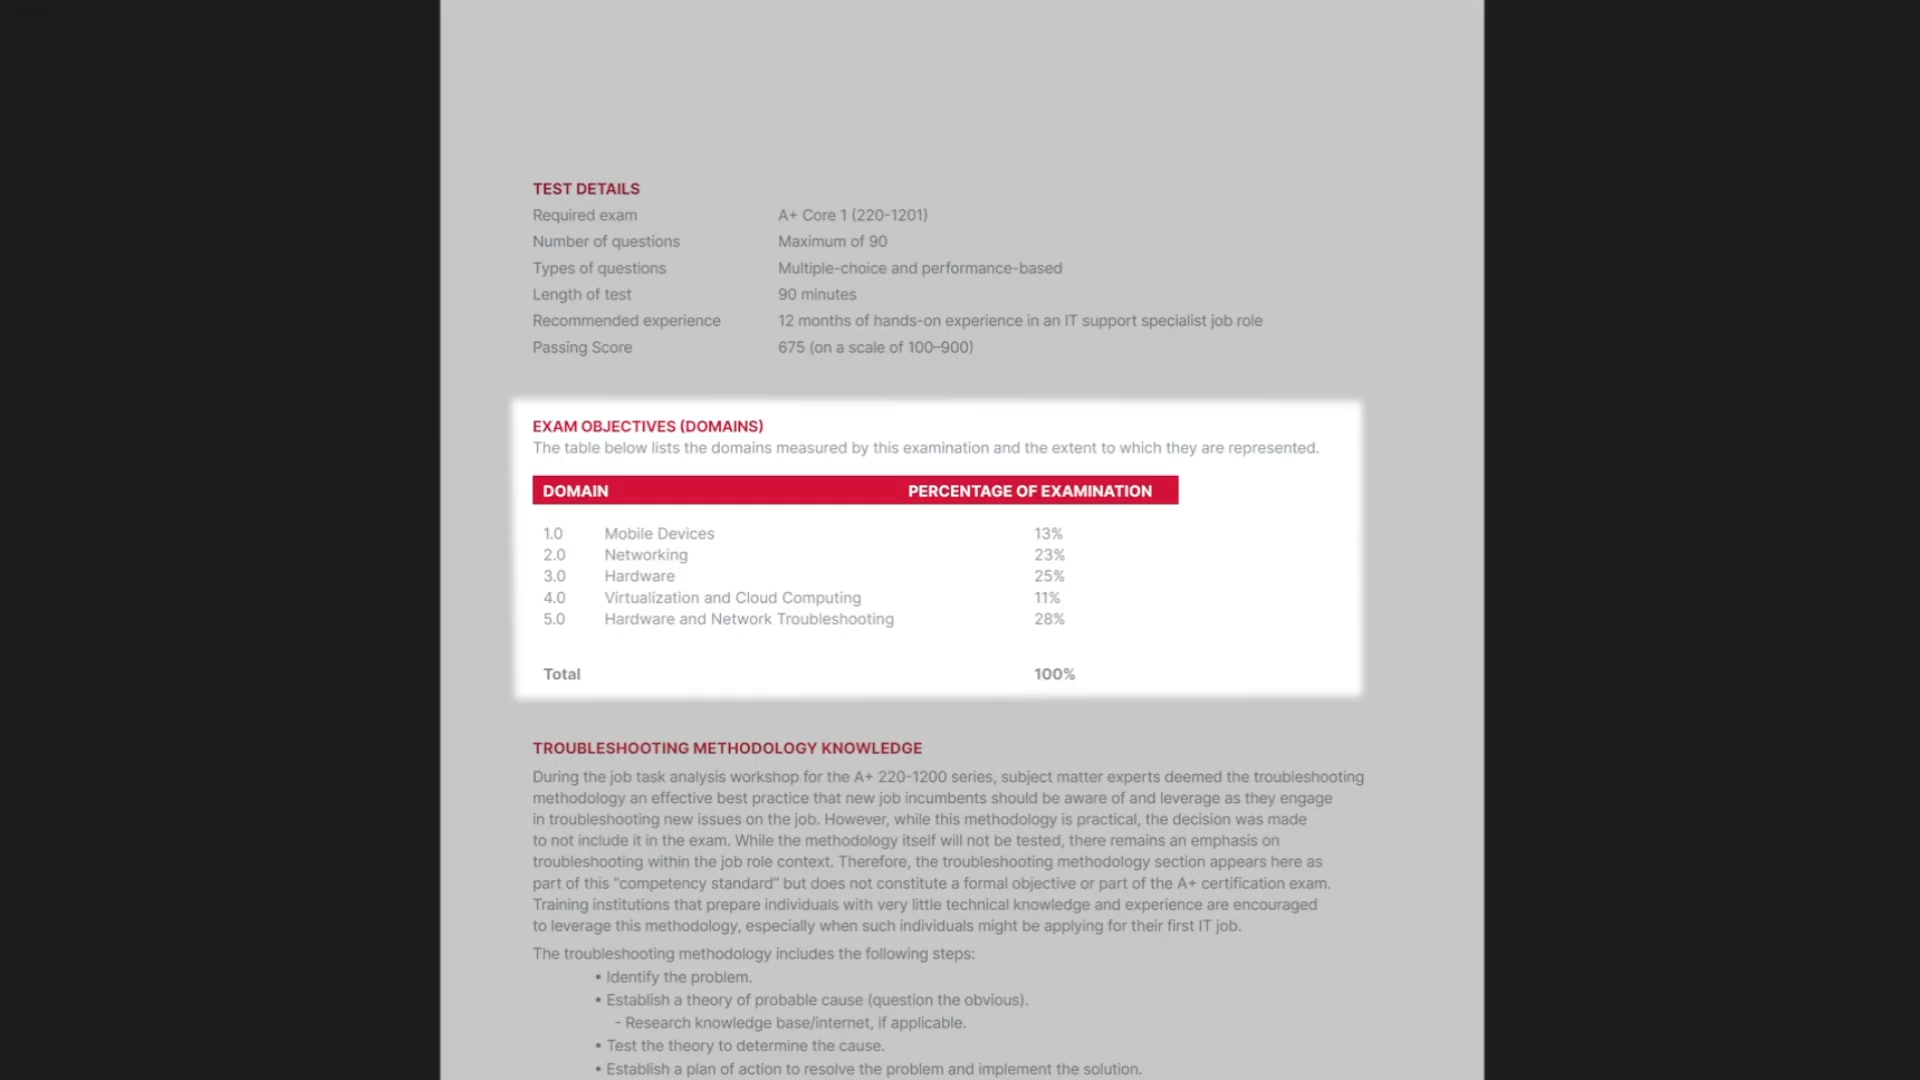 TEST DETAILS
Required exam A+ Core 1 (220-1201)
Number of questions Maximum of 90
Types of questions Multiple-choice and performance-based
Length of test 90 minutes
Recommended experience 12 months of hands-on experience in an IT support specialist job role
Passing Score 675 (on a scale of 100–900)
EXAM OBJECTIVES (DOMAINS)
The table below lists the domains measured by this examination and the extent to which they are represented.
DOMAIN PERCENTAGE OF EXAMINATION
1.0 Mobile Devices 13%
2.0 Networking 23%
3.0 Hardware 25%
4.0 Virtualization and Cloud Computing 11%
5.0 Hardware and Network Troubleshooting 28%
Total 100%
TROUBLESHOOTING METHODOLOGY KNOWLEDGE
During the job task analysis workshop for the A+ 220-1200 series, subject matter experts deemed the troubleshooting
methodology an effective best practice that new job incumbents should be aware of and leverage as they engage
in troubleshooting new issues on the job. However, while this methodology is practical, the decision was made
to not include it in the exam. While the methodology itself will not be tested, there remains an emphasis on
troubleshooting within the job role context. Therefore, the troubleshooting methodology section appears here as
part of this “competency standard” but does not constitute a formal objective or part of the A+ certification exam.
Training institutions that prepare individuals with very little technical knowledge and experience are encouraged
to leverage this methodology, especially when such individuals might be applying for their first IT job.
The troubleshooting methodology includes the following steps:
• Identify the problem.
• Establish a theory of probable cause (question the obvious).
- Research knowledge base/internet, if applicable.
• Test the theory to determine the cause.
• Establish a plan of action to resolve the problem and implement the solution.